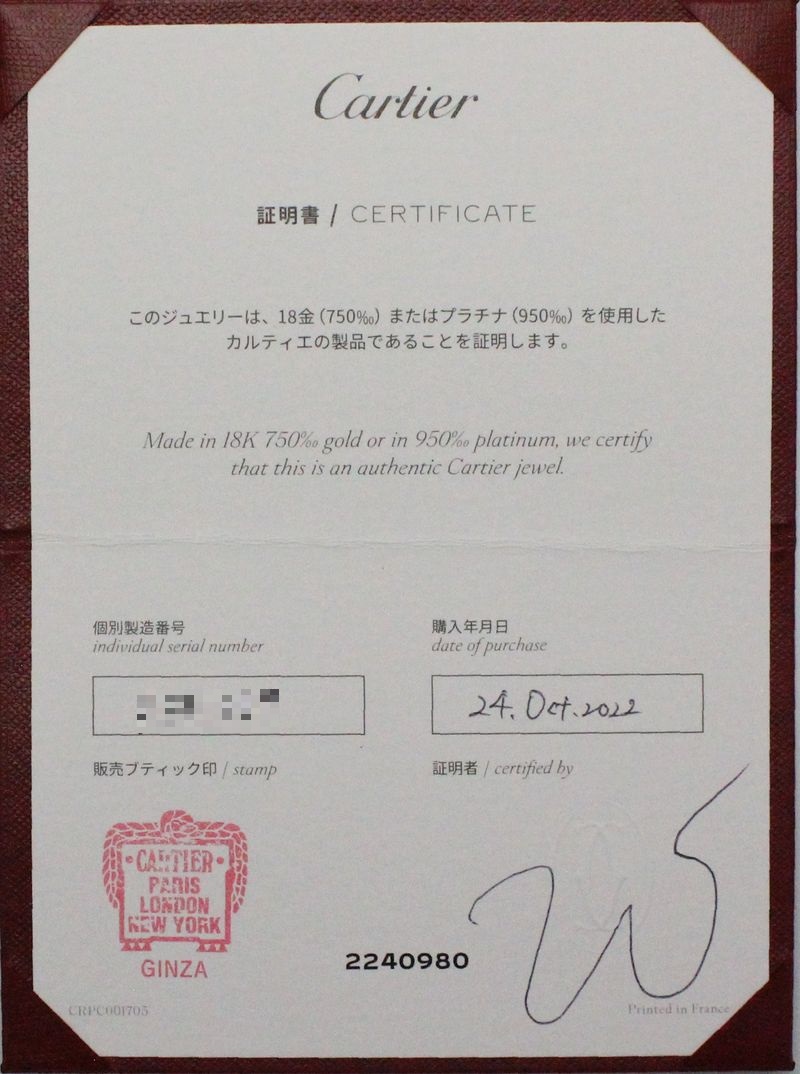 Cartier
証明書 / CERTIFICATE
このジュエリーは、18金(750‰) またはプラチナ(950‰) を使用した
カルティエの製品であることを証明します。
Made in 18K 750‰ gold or in 950‰ platinum, we certify
that this is an authentic Cartier jewel.
個別製造番号
individual serial number
購入年月日
date of purchase
24. Oct. 2022
販売ブティック印 / stamp
証明者 / certified by
CARTIER
PARIS
LONDON
NEW YORK
GINZA
2240980
CRPC001705
Printed in France